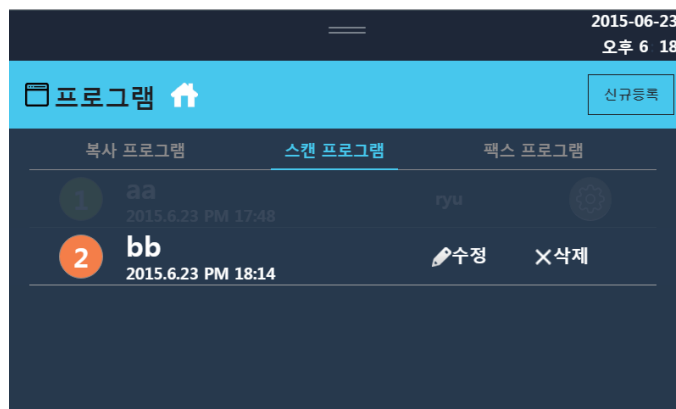 2015-06-23
오후 6 18
프로그램
신규등록
복사 프로그램 스캔 프로그램 팩스 프로그램
1 aa ryu
2015.6.23 PM 17:48
2 bb 수정 삭제
2015.6.23 PM 18:14